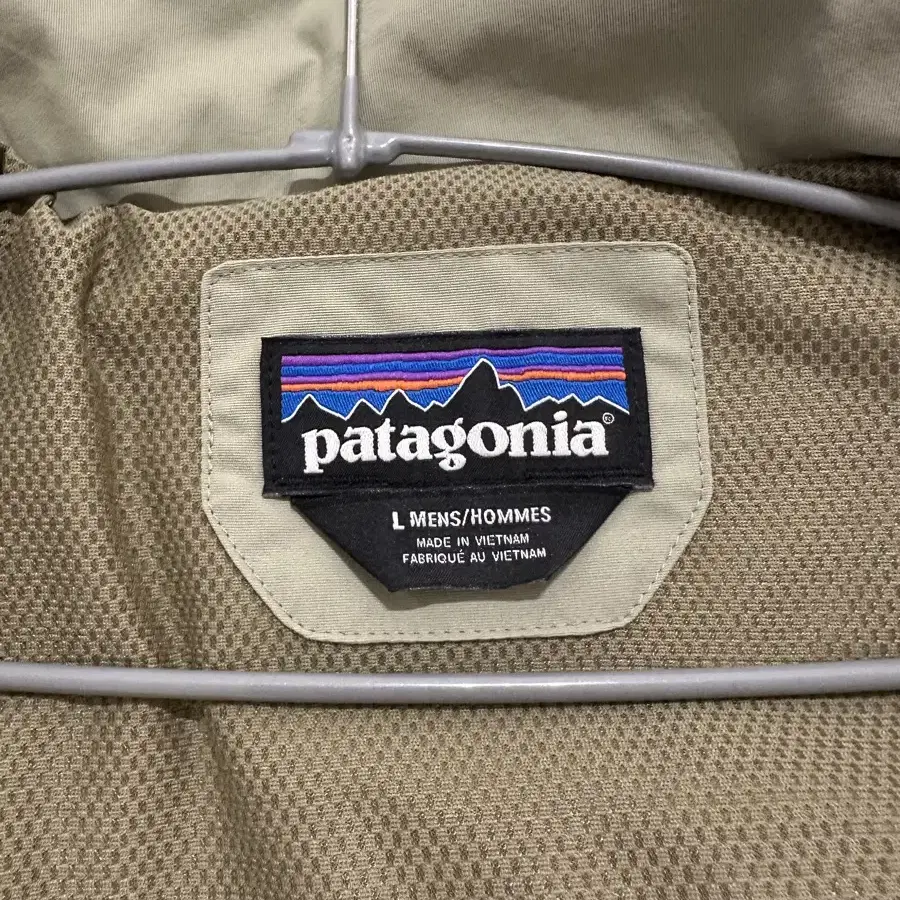 patagonia®
L MENS/HOMMES
MADE IN VIETNAM
FABRIQUÉ AU VIETNAM